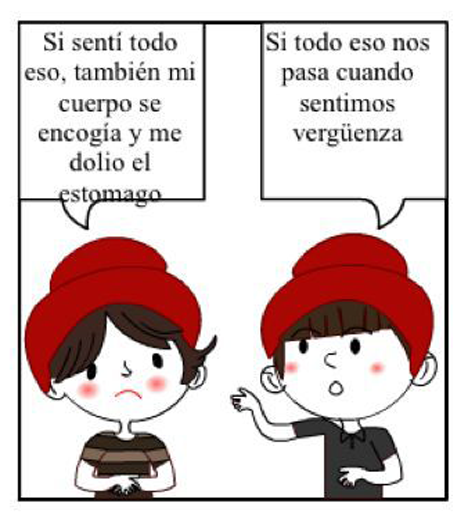 Si sentí todo
eso, también mi
cuerpo se
encogía y me
dolio el
estomago
Si todo eso nos
pasa cuando
sentimos
vergüenza